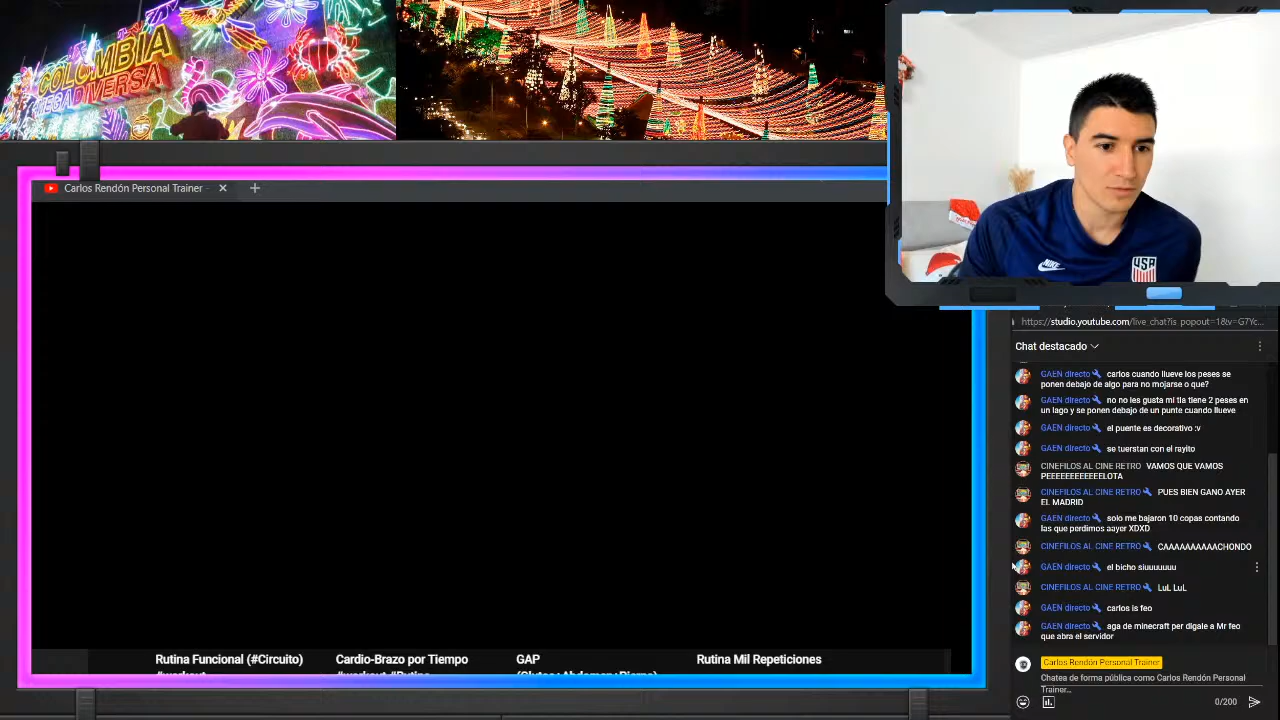 COLOMBIA
MEGADIVERSA
Carlos Rendón Personal Trainer
USA
https://studio.youtube.com/live_chat?is_popout=1&v=G7Yc...
Chat destacado
GAEN directo carlos cuando llueve los peses se
ponen debajo de algo para no mojarse o que?
GAEN directo no no les gusta mi tia tiene 2 peses en
un lago y se ponen debajo de un punte cuando llueve
GAEN directo el puente es decorativo :v
GAEN directo se tuerstan con el rayito
CINEFILOS AL CINE RETRO VAMOS QUE VAMOS
PEEEEEEEEEEELOTA
CINEFILOS AL CINE RETRO PUES BIEN GANO AYER
EL MADRID
GAEN directo solo me bajaron 10 copas contando
las que perdimos aayer XDXD
CINEFILOS AL CINE RETRO CAAAAAAAAAACHONDO
GAEN directo el bicho siuuuuuuu
CINEFILOS AL CINE RETRO LuL LuL
GAEN directo carlos is feo
GAEN directo aga de minecraft per digale a Mr feo
que abra el servidor
Carlos Rendón Personal Trainer
Chatea de forma pública como Carlos Rendón Personal
Trainer...
0/200
Rutina Funcional (#Circuito)
Cardio-Brazo por Tiempo
GAP
Rutina Mil Repeticiones